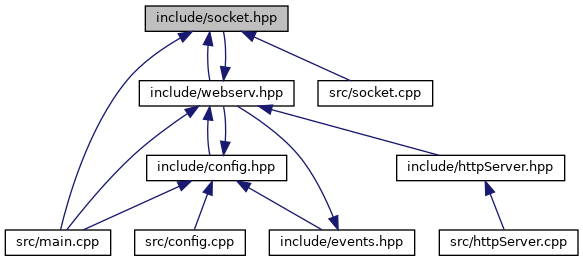 include/socket.hpp
include/webserv.hpp
src/socket.cpp
include/config.hpp
include/httpServer.hpp
src/main.cpp
src/config.cpp
include/events.hpp
src/httpServer.cpp